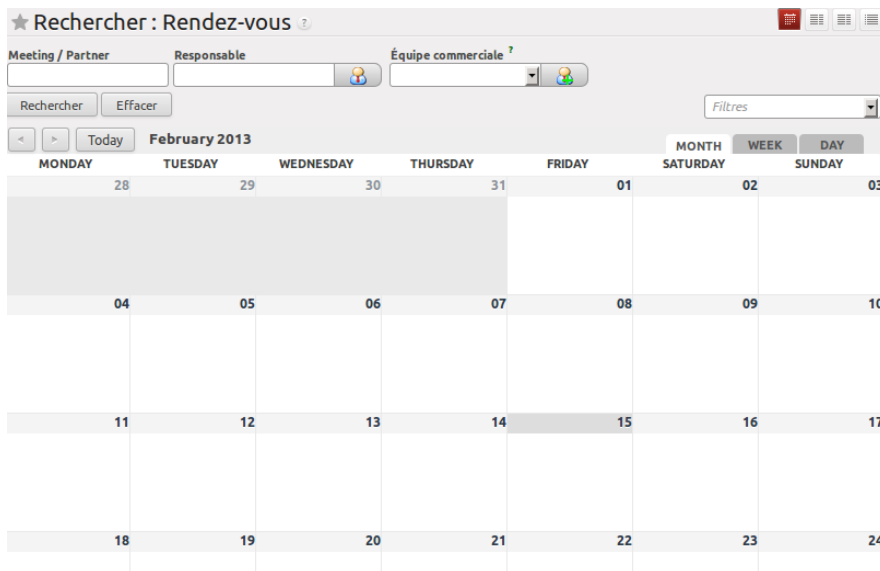 Rechercher : Rendez-vous ?
Meeting / Partner Responsable Équipe commerciale ?
Rechercher Effacer
Filtres
< > Today February 2013
MONTH WEEK DAY
MONDAY TUESDAY WEDNESDAY THURSDAY FRIDAY SATURDAY SUNDAY
28 29 30 31 01 02 03
04 05 06 07 08 09 10
11 12 13 14 15 16 17
18 19 20 21 22 23 24